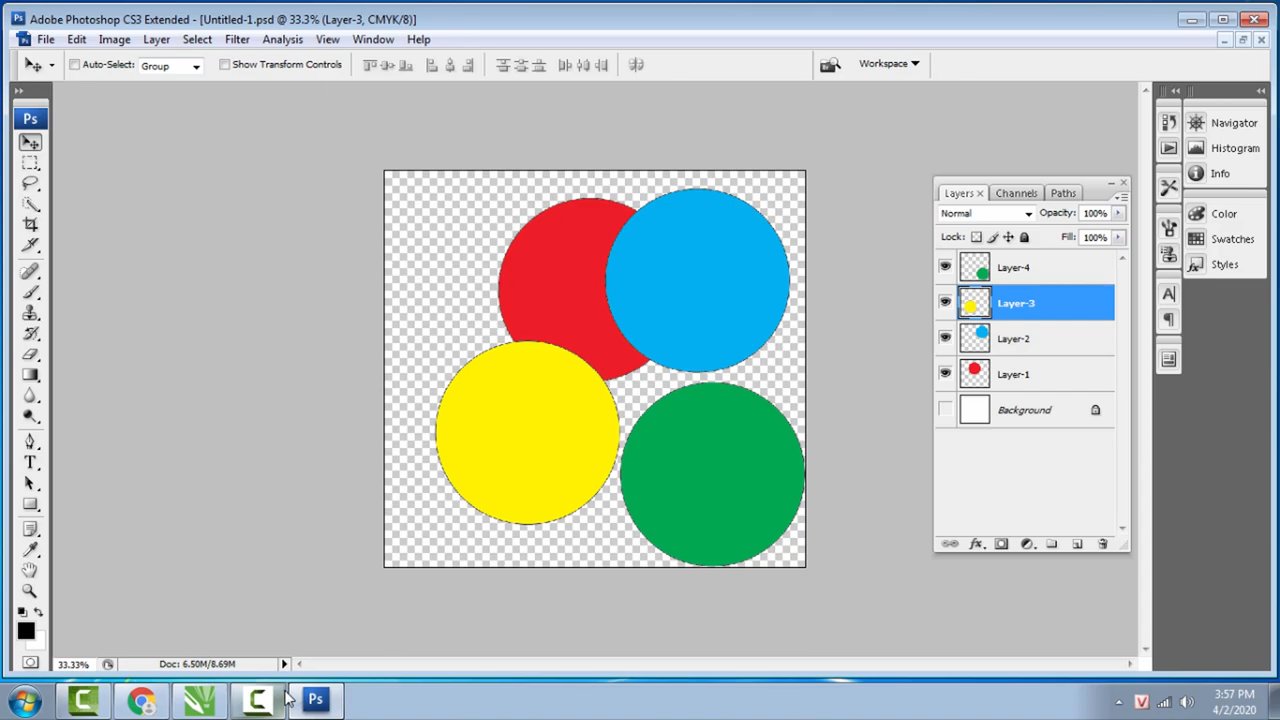 Ps Adobe Photoshop CS3 Extended - [Untitled-1.psd @ 33.3% (Layer-3, CMYK/8)]
File Edit Image Layer Select Filter Analysis View Window Help
Auto-Select: Group Show Transform Controls Workspace
Ps
Navigator
Histogram
Info
Color
Swatches
Styles
Layers Channels Paths
Normal Opacity: 100%
Lock: Fill: 100%
Layer-4
Layer-3
Layer-2
Layer-1
Background
33.33% Doc: 6.50M/8.69M
Ps
3:57 PM
4/2/2020